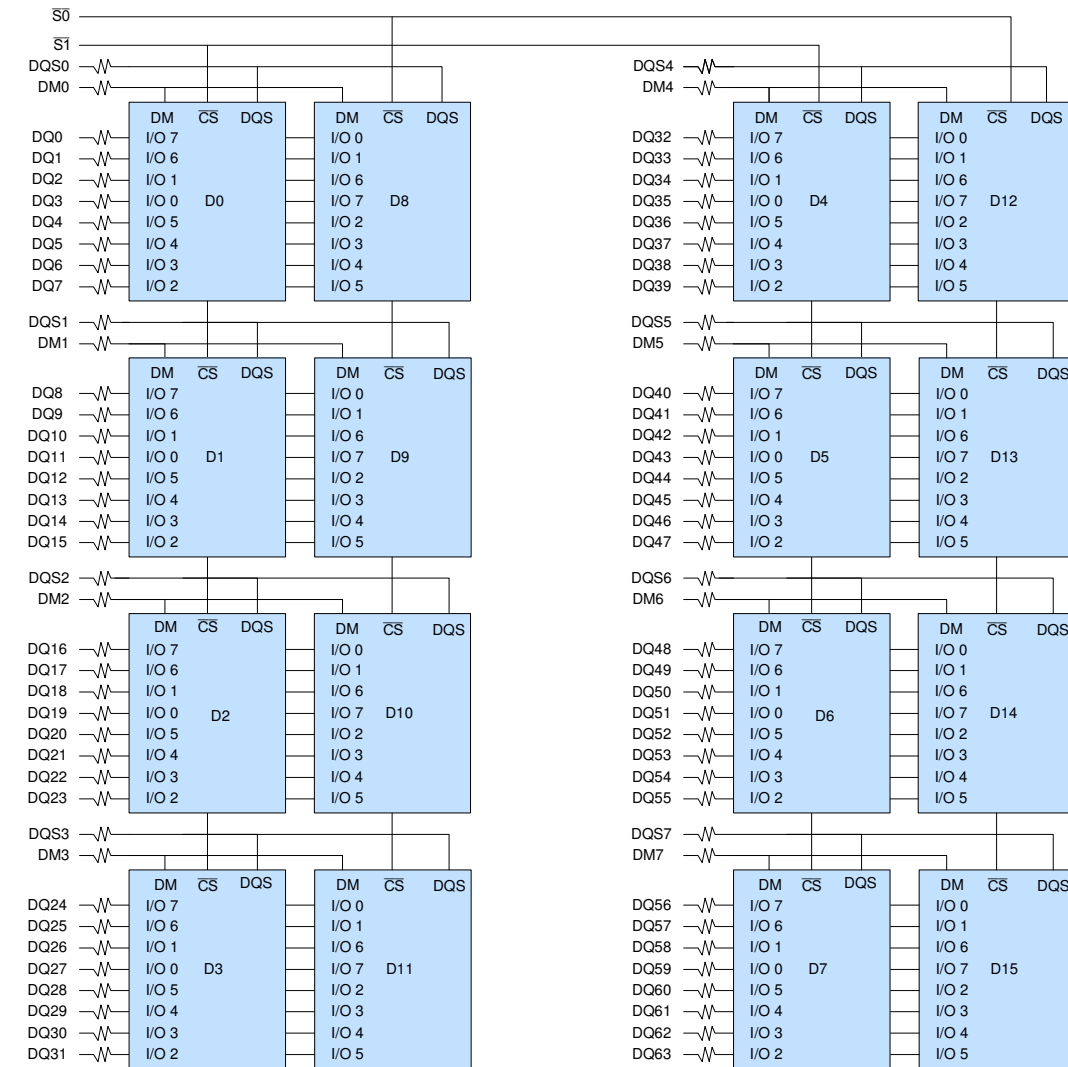 S0
S1
DQS0 DQS4
DM0 DM4
DM CS DQS DM CS DQS DM CS DQS DM CS DQS
DQ0 I/O 7 I/O 0 DQ32 I/O 7 I/O 0
DQ1 I/O 6 I/O 1 DQ33 I/O 6 I/O 1
DQ2 I/O 1 I/O 6 DQ34 I/O 1 I/O 6
DQ3 I/O 0 D0 I/O 7 D8 DQ35 I/O 0 D4 I/O 7 D12
DQ4 I/O 5 I/O 2 DQ36 I/O 5 I/O 2
DQ5 I/O 4 I/O 3 DQ37 I/O 4 I/O 3
DQ6 I/O 3 I/O 4 DQ38 I/O 3 I/O 4
DQ7 I/O 2 I/O 5 DQ39 I/O 2 I/O 5
DQS1 DQS5
DM1 DM5
DM CS DQS DM CS DQS DM CS DQS DM CS DQS
DQ8 I/O 7 I/O 0 DQ40 I/O 7 I/O 0
DQ9 I/O 6 I/O 1 DQ41 I/O 6 I/O 1
DQ10 I/O 1 I/O 6 DQ42 I/O 1 I/O 6
DQ11 I/O 0 D1 I/O 7 D9 DQ43 I/O 0 D5 I/O 7 D13
DQ12 I/O 5 I/O 2 DQ44 I/O 5 I/O 2
DQ13 I/O 4 I/O 3 DQ45 I/O 4 I/O 3
DQ14 I/O 3 I/O 4 DQ46 I/O 3 I/O 4
DQ15 I/O 2 I/O 5 DQ47 I/O 2 I/O 5
DQS2 DQS6
DM2 DM6
DM CS DQS DM CS DQS DM CS DQS DM CS DQS
DQ16 I/O 7 I/O 0 DQ48 I/O 7 I/O 0
DQ17 I/O 6 I/O 1 DQ49 I/O 6 I/O 1
DQ18 I/O 1 I/O 6 DQ50 I/O 1 I/O 6
DQ19 I/O 0 D2 I/O 7 D10 DQ51 I/O 0 D6 I/O 7 D14
DQ20 I/O 5 I/O 2 DQ52 I/O 5 I/O 2
DQ21 I/O 4 I/O 3 DQ53 I/O 4 I/O 3
DQ22 I/O 3 I/O 4 DQ54 I/O 3 I/O 4
DQ23 I/O 2 I/O 5 DQ55 I/O 2 I/O 5
DQS3 DQS7
DM3 DM7
DM CS DQS DM CS DQS DM CS DQS DM CS DQS
DQ24 I/O 7 I/O 0 DQ56 I/O 7 I/O 0
DQ25 I/O 6 I/O 1 DQ57 I/O 6 I/O 1
DQ26 I/O 1 I/O 6 DQ58 I/O 1 I/O 6
DQ27 I/O 0 D3 I/O 7 D11 DQ59 I/O 0 D7 I/O 7 D15
DQ28 I/O 5 I/O 2 DQ60 I/O 5 I/O 2
DQ29 I/O 4 I/O 3 DQ61 I/O 4 I/O 3
DQ30 I/O 3 I/O 4 DQ62 I/O 3 I/O 4
DQ31 I/O 2 I/O 5 DQ63 I/O 2 I/O 5